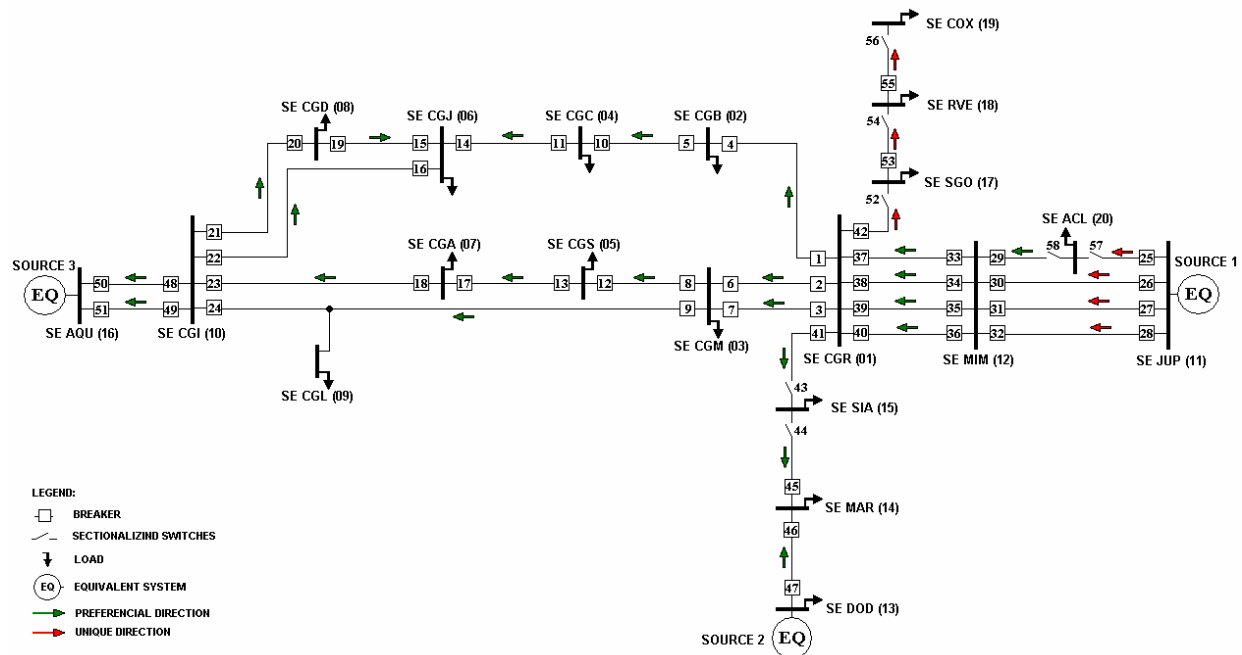 SE COX (19)
56
55
SE RVE (18)
54
53
SE SGO (17)
52
SE CGD (08)
SE CGJ (06)
SE CGC (04)
SE CGB (02)
20
19
15
14
11
10
5
4
16
21
22
SE CGA (07)
SE CGS (05)
42
SE ACL (20)
58
57
1
37
33
29
25
SOURCE 1
SOURCE 3
EQ
50
48
23
18
17
13
12
8
6
2
38
34
30
26
EQ
51
49
24
9
7
3
39
35
31
27
SE AQU (16)
SE CGI (10)
SE CGM (03)
41
40
36
32
28
SE CGR (01)
SE MIM (12)
SE JUP (11)
SE CGL (09)
43
SE SIA (15)
44
45
SE MAR (14)
46
47
SE DOD (13)
SOURCE 2
EQ
LEGEND:
BREAKER
SECTIONALIZIND SWITCHES
LOAD
EQ
EQUIVALENT SYSTEM
PREFERENCIAL DIRECTION
UNIQUE DIRECTION